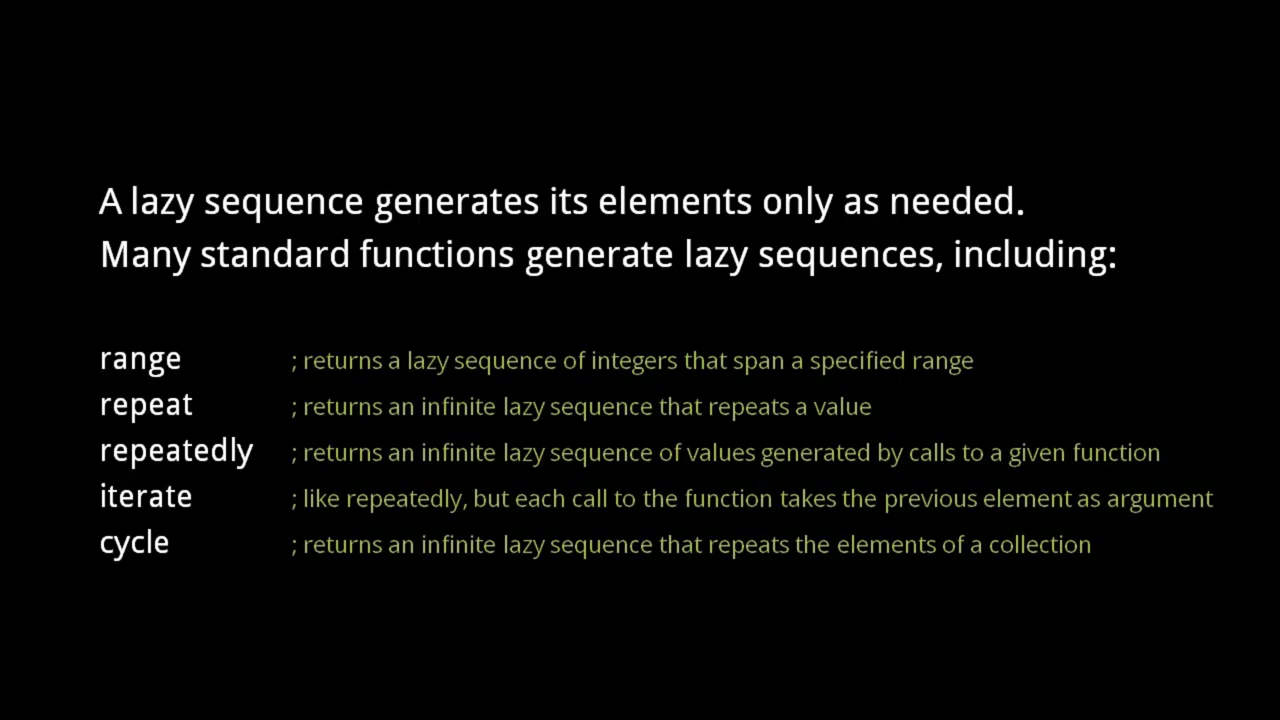 A lazy sequence generates its elements only as needed.
Many standard functions generate lazy sequences, including:
range ; returns a lazy sequence of integers that span a specified range
repeat ; returns an infinite lazy sequence that repeats a value
repeatedly ; returns an infinite lazy sequence of values generated by calls to a given function
iterate ; like repeatedly, but each call to the function takes the previous element as argument
cycle ; returns an infinite lazy sequence that repeats the elements of a collection